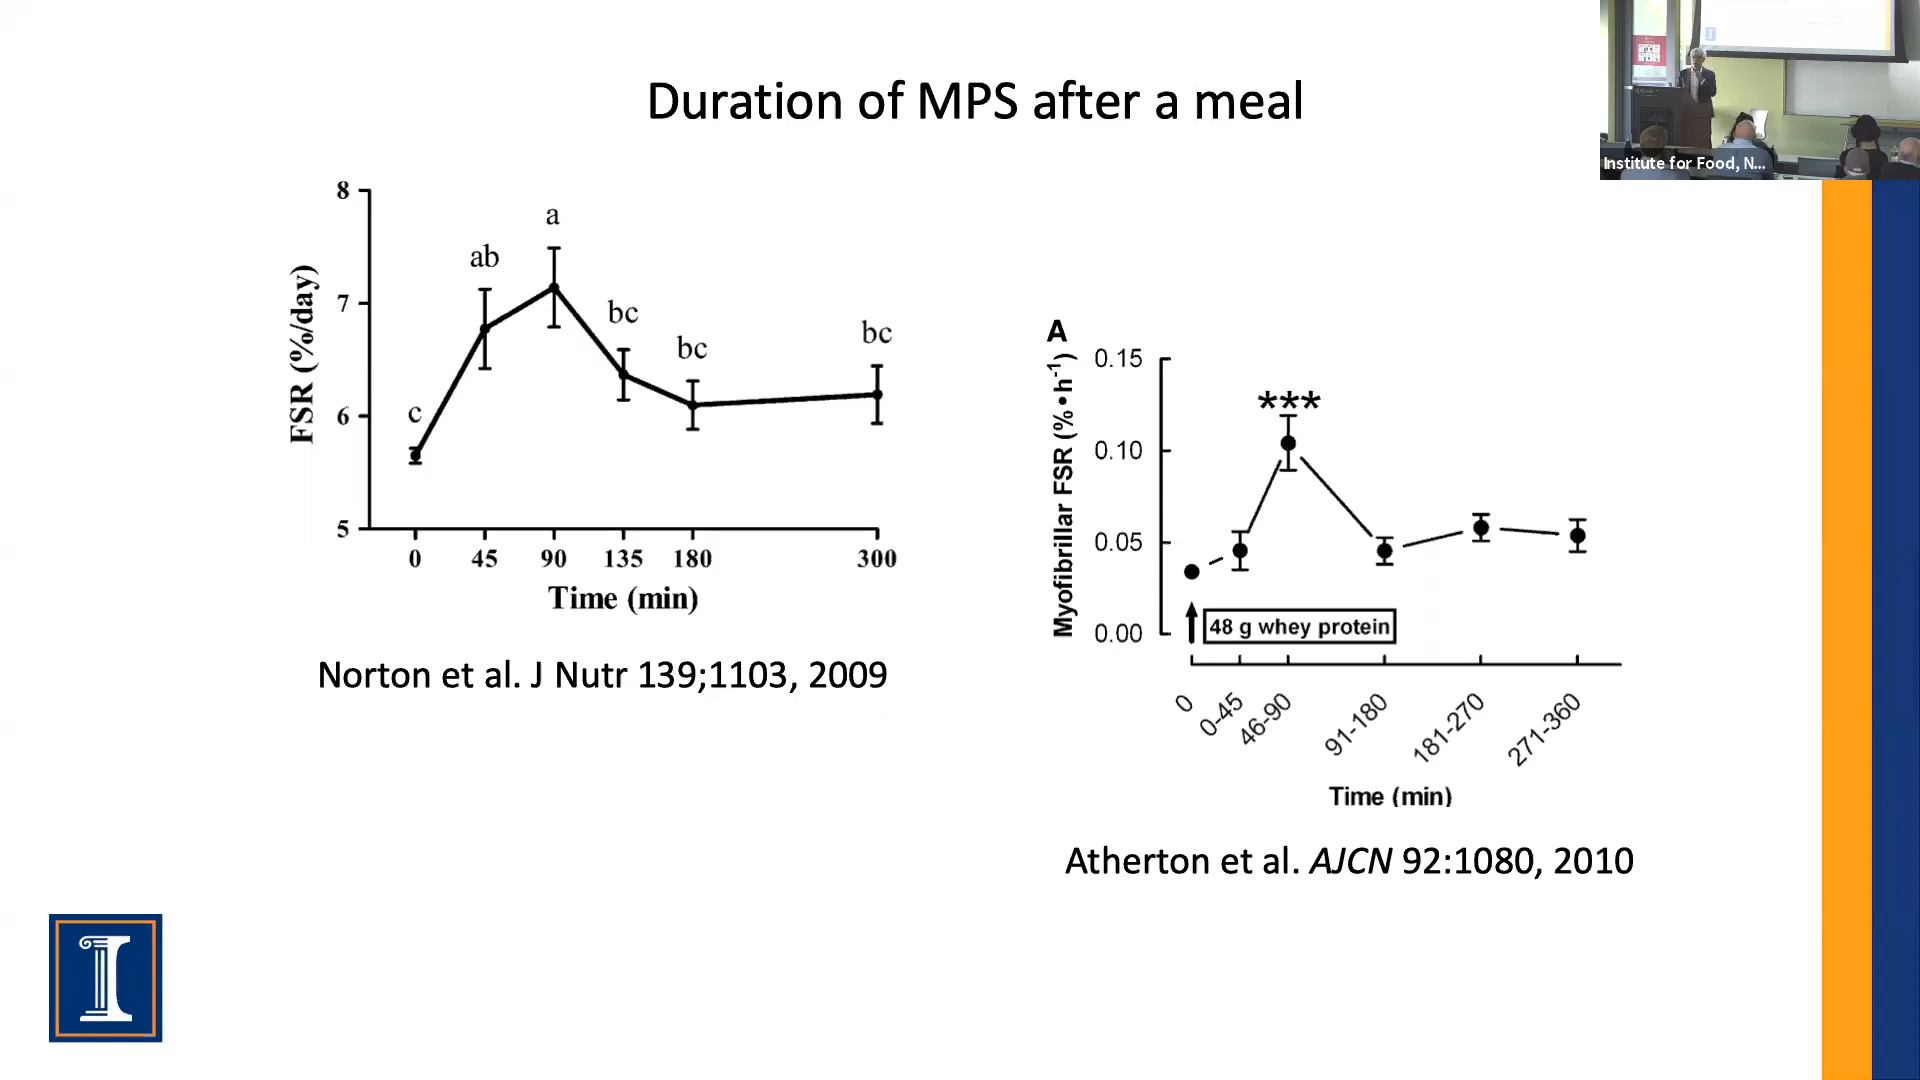 Duration of MPS after a meal
Institute for Food, N...
8
7
6
5
FSR (%/day)
c
ab
a
bc
bc
bc
0 45 90 135 180 300
Time (min)
Norton et al. J Nutr 139;1103, 2009
A
Myofibrillar FSR (%•h-1)
0.15
0.10
0.05
0.00
***
48 g whey protein
0 0-45 46-90 91-180 181-270 271-360
Time (min)
Atherton et al. AJCN 92:1080, 2010
I